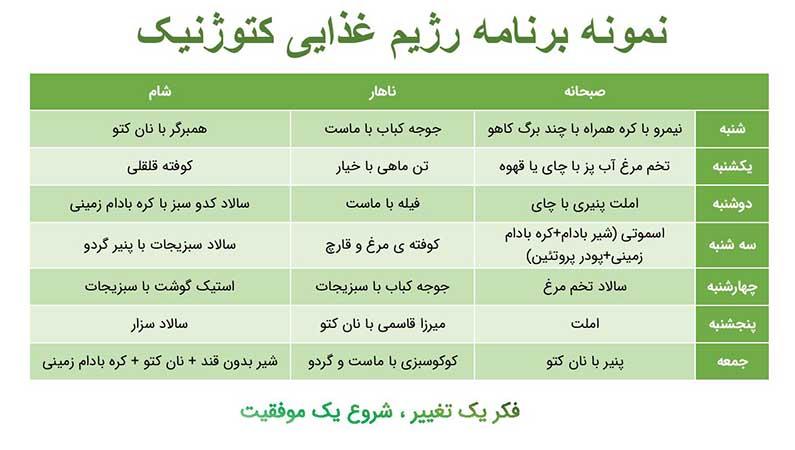 نمونه برنامه رژیم غذایی کتوژنیک
صبحانه ناهار شام
شنبه نیمرو با کره همراه با چند برگ کاهو جوجه کباب با ماست همبرگر با نان کتو
یکشنبه تخم مرغ آب پز با چای یا قهوه تن ماهی با خیار کوفته قلقلی
دوشنبه املت پنیری با چای فیله با ماست سالاد کدو سبز با کره بادام زمینی
سه شنبه اسموتی (شیر بادام+کره بادام زمینی+پودر پروتئین) کوفته ی مرغ و قارچ سالاد سبزیجات با پنیر گردو
چهارشنبه سالاد تخم مرغ جوجه کباب با سبزیجات استیک گوشت با سبزیجات
پنجشنبه املت میرزا قاسمی با نان کتو سالاد سزار
جمعه پنیر با نان کتو کوکوسبزی با ماست و گردو شیر بدون قند + نان کتو + کره بادام زمینی
فکر یک تغییر ، شروع یک موفقیت